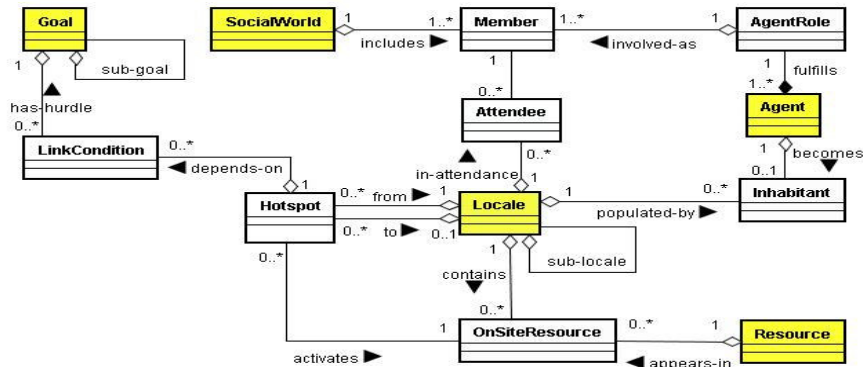 Goal
SocialWorld
Member
AgentRole
1
1..*
1..*
1
includes
involved-as
1
sub-goal
1
1
fulfills
has-hurdle
0..*
1..*
Attendee
Agent
0..*
0..*
LinkCondition
0..*
1
becomes
depends-on
in-attendance
0..1
1
1
0..*
from
1
1
0..*
Hotspot
Locale
Inhabitant
0..*
to
0..1
populated-by
0..*
1
sub-locale
contains
0..*
1
OnSiteResource
0..*
1
Resource
activates
appears-in